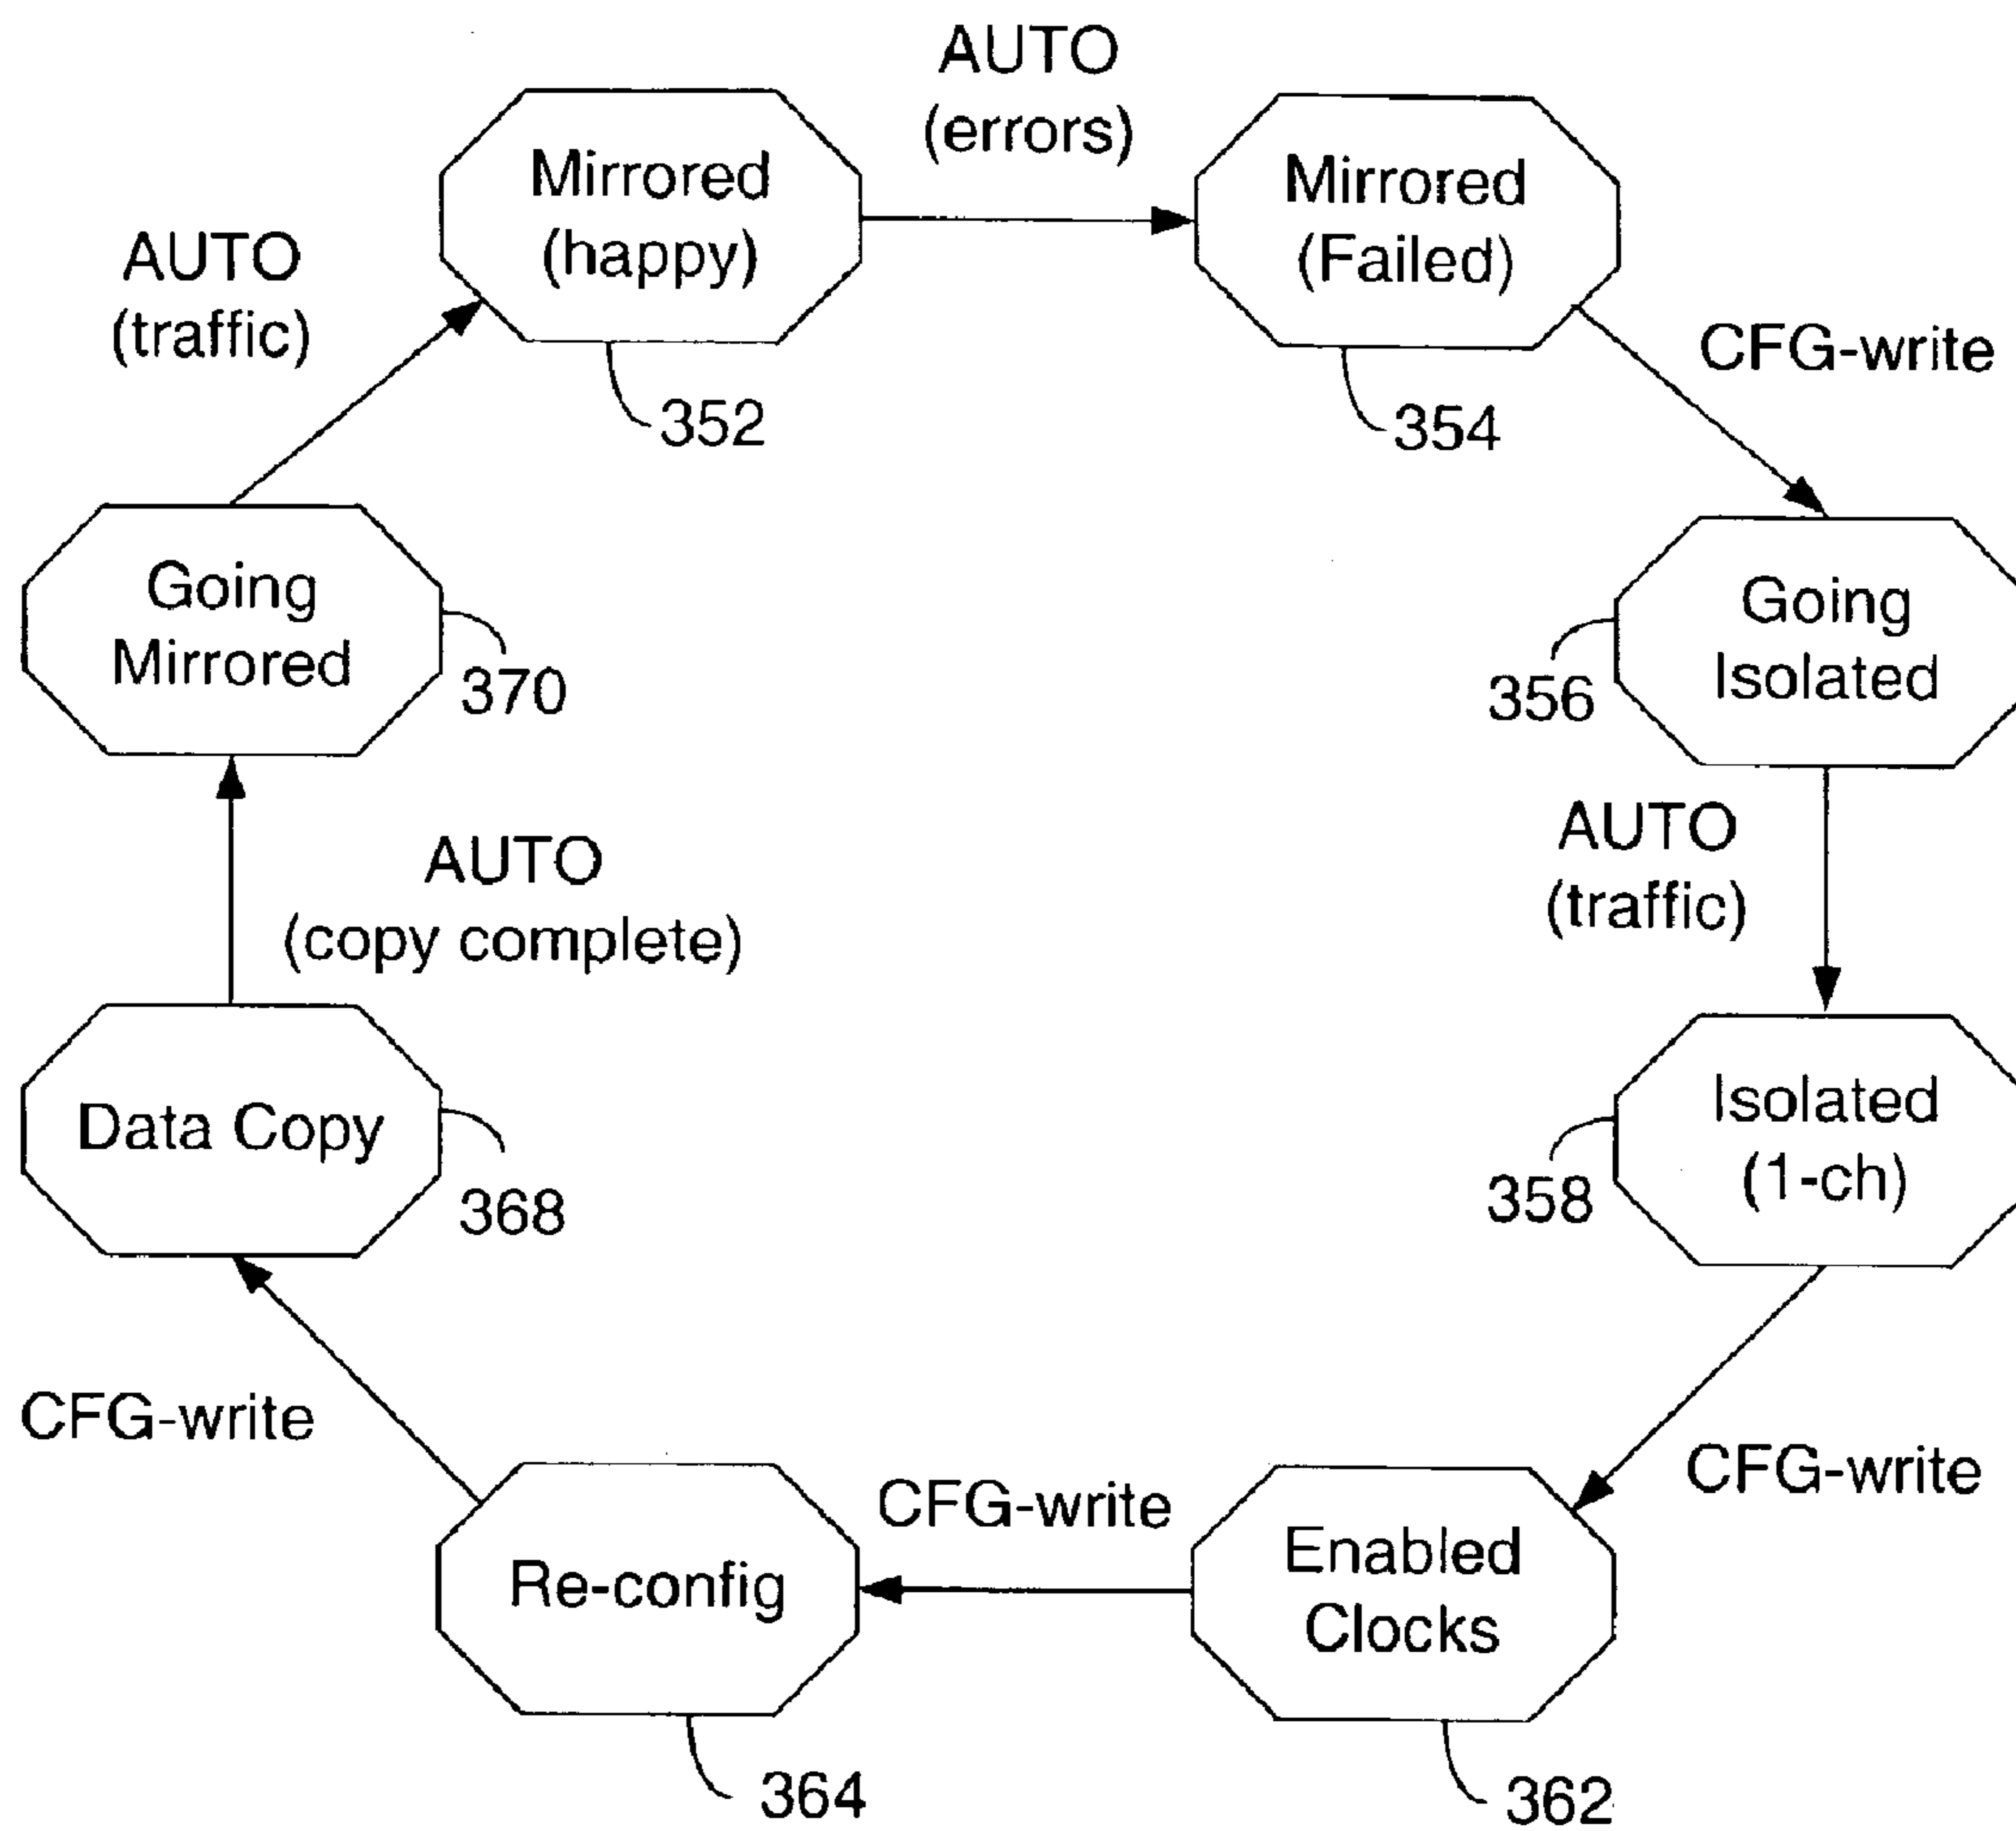 AUTO
(errors)
Mirrored
(happy)
352
Mirrored
(Failed)
354
AUTO
(traffic)
CFG-write
Going
Mirrored
370
Going
Isolated
356
AUTO
(copy complete)
AUTO
(traffic)
Data Copy
368
Isolated
(1-ch)
358
CFG-write
CFG-write
CFG-write
Re-config
364
Enabled
Clocks
362